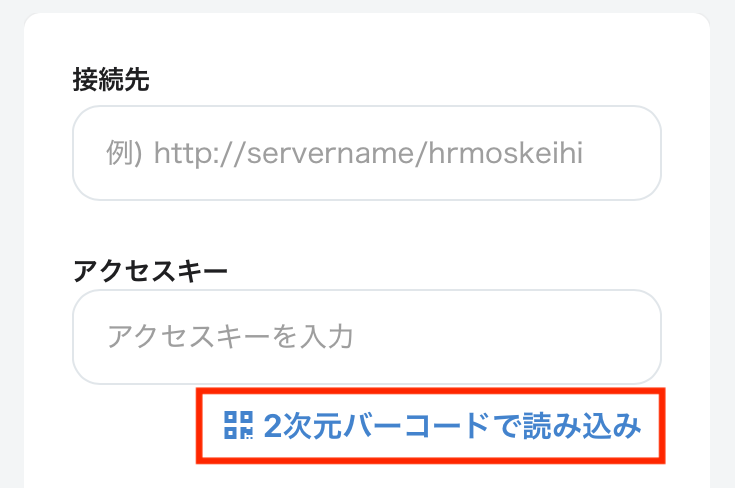 接続先
例) http://servername/hrmoskeihi
アクセスキー
アクセスキーを入力
2次元バーコードで読み込み